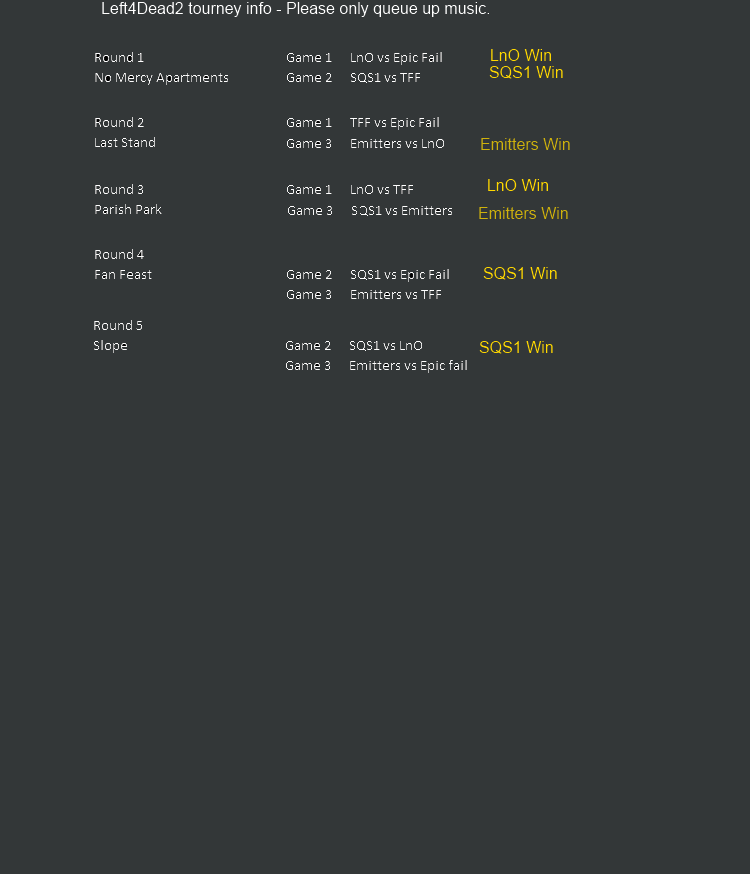 Left4Dead2 tourney info - Please only queue up music.
Round 1 Game 1 LnO vs Epic Fail LnO Win
No Mercy Apartments Game 2 SQS1 vs TFF SQS1 Win
Round 2 Game 1 TFF vs Epic Fail
Last Stand Game 3 Emitters vs LnO Emitters Win
Round 3 Game 1 LnO vs TFF LnO Win
Parish Park Game 3 SQS1 vs Emitters Emitters Win
Round 4
Fan Feast Game 2 SQS1 vs Epic Fail SQS1 Win
Game 3 Emitters vs TFF
Round 5
Slope Game 2 SQS1 vs LnO SQS1 Win
Game 3 Emitters vs Epic fail